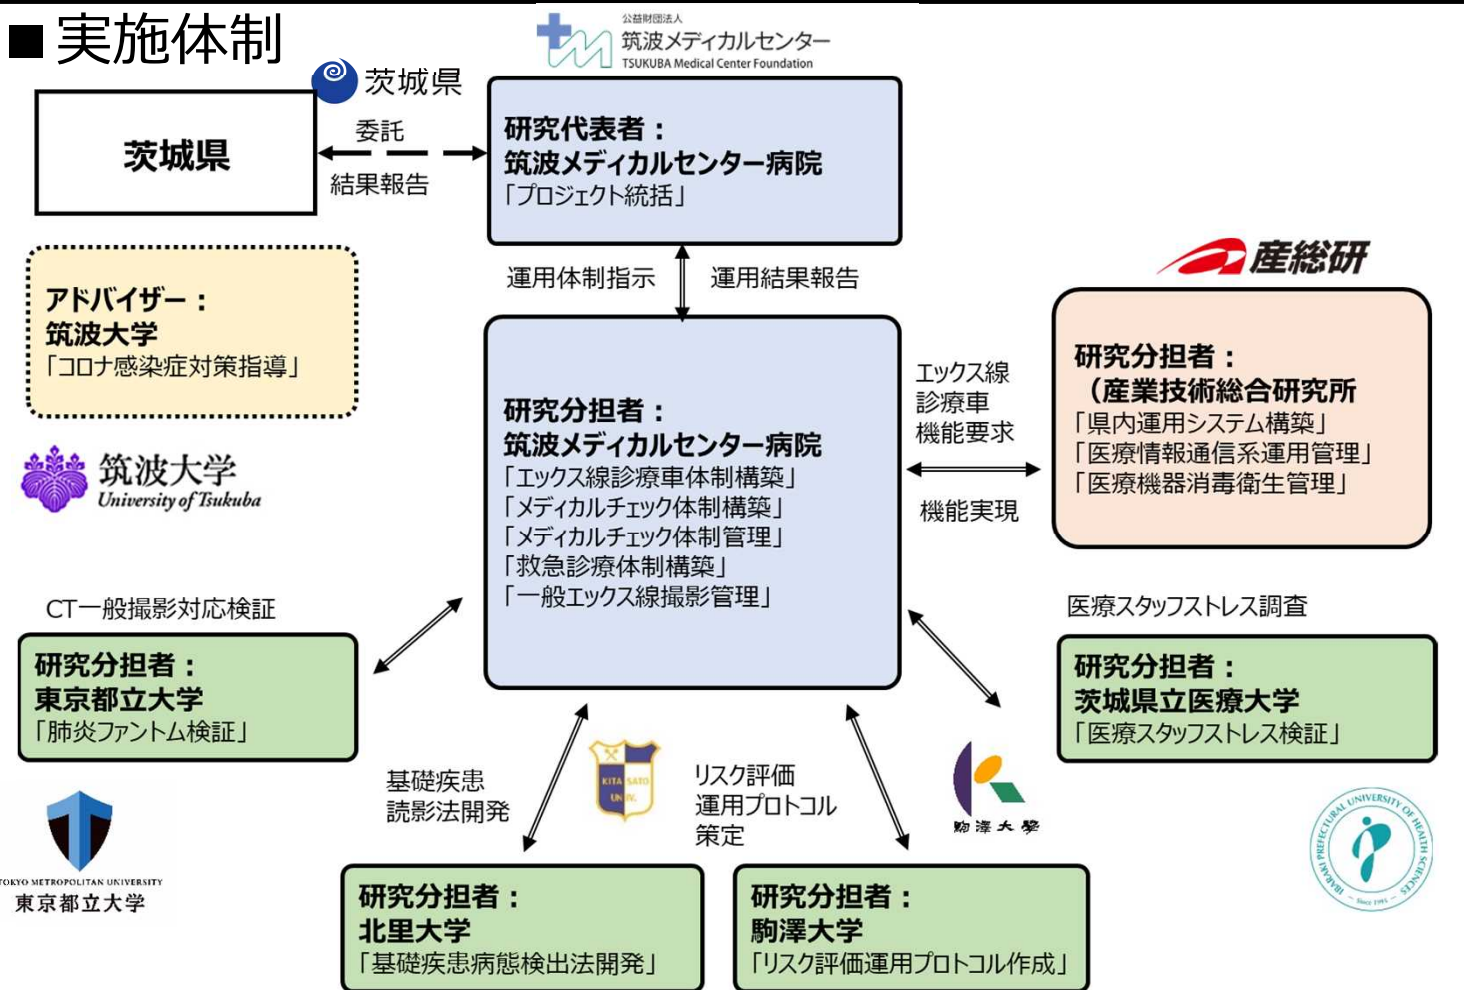 ■実施体制
公益財団法人
筑波メディカルセンター
TSUKUBA Medical Center Foundation
茨城県
茨城県
委託
結果報告
研究代表者：
筑波メディカルセンター病院
「プロジェクト統括」
運用体制指示
運用結果報告
アドバイザー：
筑波大学
「コロナ感染症対策指導」
筑波大学
University of Tsukuba
産総研
研究分担者：
筑波メディカルセンター病院
「エックス線診療車体制構築」
「メディカルチェック体制構築」
「メディカルチェック体制管理」
「救急診療体制構築」
「一般エックス線撮影管理」
エックス線
診療車
機能要求
機能実現
研究分担者：
（産業技術総合研究所
「県内運用システム構築」
「医療情報通信系運用管理」
「医療機器消毒衛生管理」
CT一般撮影対応検証
研究分担者：
東京都立大学
「肺炎ファントム検証」
TOKYO METROPOLITAN UNIVERSITY
東京都立大学
医療スタッフストレス調査
研究分担者：
茨城県立医療大学
「医療スタッフストレス検証」
IBARAKI PREFECTURAL UNIVERSITY OF HEALTH SCIENCES
Since 1995
基礎疾患
読影法開発
KITA SATO
UNIV.
リスク評価
運用プロトコル
策定
駒澤大學
研究分担者：
北里大学
「基礎疾患病態検出法開発」
研究分担者：
駒澤大学
「リスク評価運用プロトコル作成」